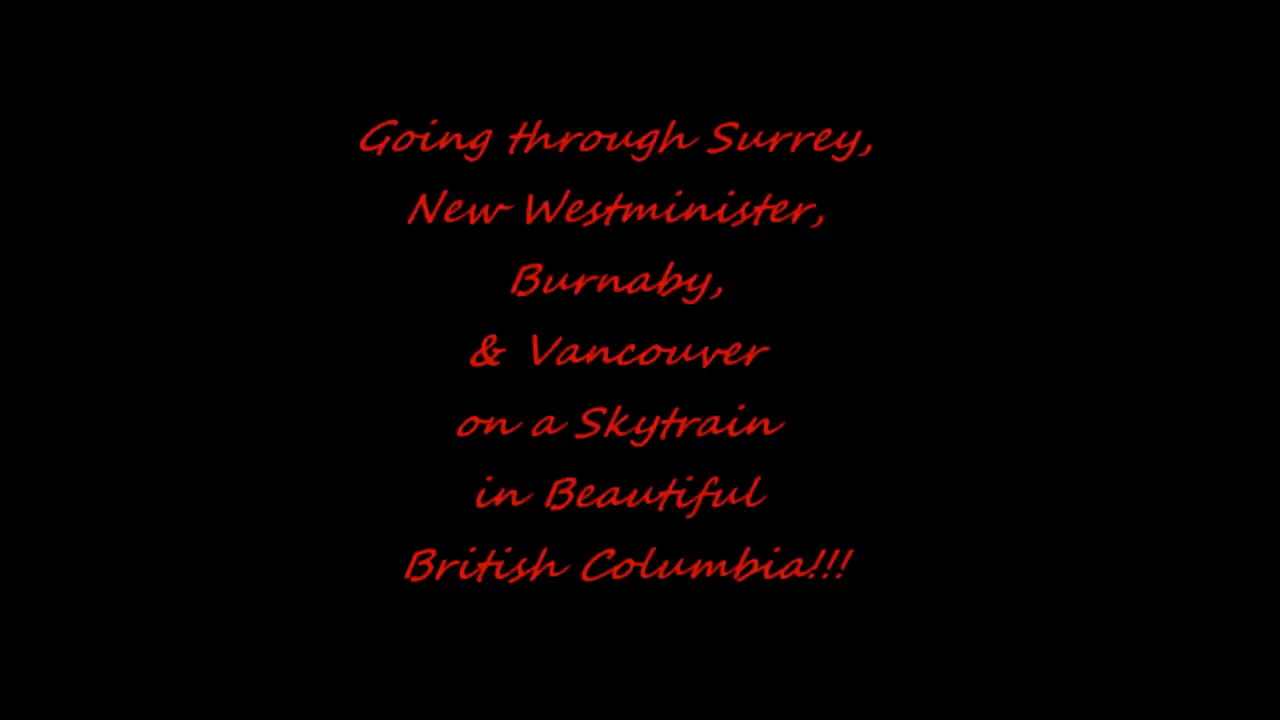 Going through Surrey,
New Westminister,
Burnaby,
& Vancouver
on a Skytrain
in Beautiful
British Columbia!!!